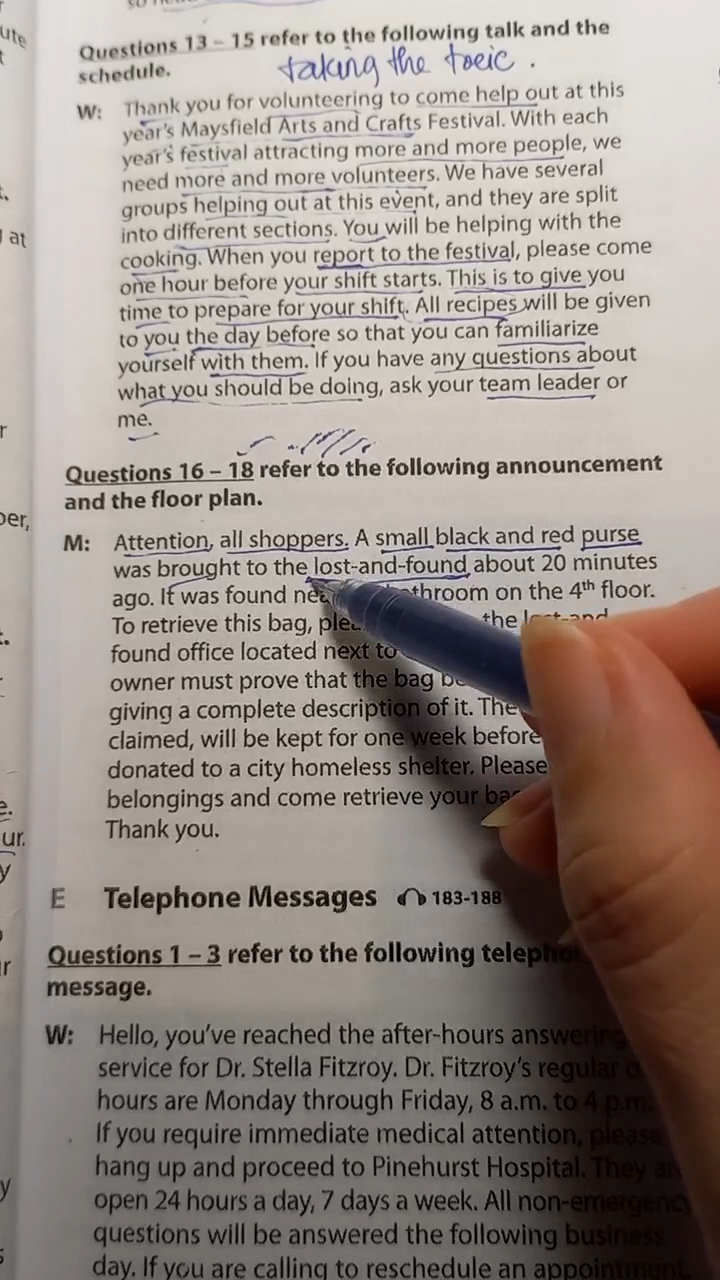 so
Questions 13 – 15 refer to the following talk and the
schedule.
taking the toeic .
W: Thank you for volunteering to come help out at this
year's Maysfield Arts and Crafts Festival. With each
year's festival attracting more and more people, we
need more and more volunteers. We have several
groups helping out at this event, and they are split
into different sections. You will be helping with the
cooking. When you report to the festival, please come
one hour before your shift starts. This is to give you
time to prepare for your shift. All recipes will be given
to you the day before so that you can familiarize
yourself with them. If you have any questions about
what you should be doing, ask your team leader or
me.
Questions 16 – 18 refer to the following announcement
and the floor plan.
M: Attention, all shoppers. A small black and red purse
was brought to the lost-and-found about 20 minutes
ago. It was found on the 4th floor.
To retrieve this bag, the lost-and-
found office located next to
owner must prove that the bag
giving a complete description of it. The
claimed, will be kept for one week before
donated to a city homeless shelter. Please
belongings and come retrieve your
Thank you.
E Telephone Messages 183-188
Questions 1 – 3 refer to the following telephone
message.
W: Hello, you've reached the after-hours answering
service for Dr. Stella Fitzroy. Dr. Fitzroy's regular
hours are Monday through Friday, 8 a.m. to 4 p.m.
If you require immediate medical attention, please
hang up and proceed to Pinehurst Hospital. They
open 24 hours a day, 7 days a week. All non-emergency
questions will be answered the following business
day. If you are calling to reschedule an appointment,